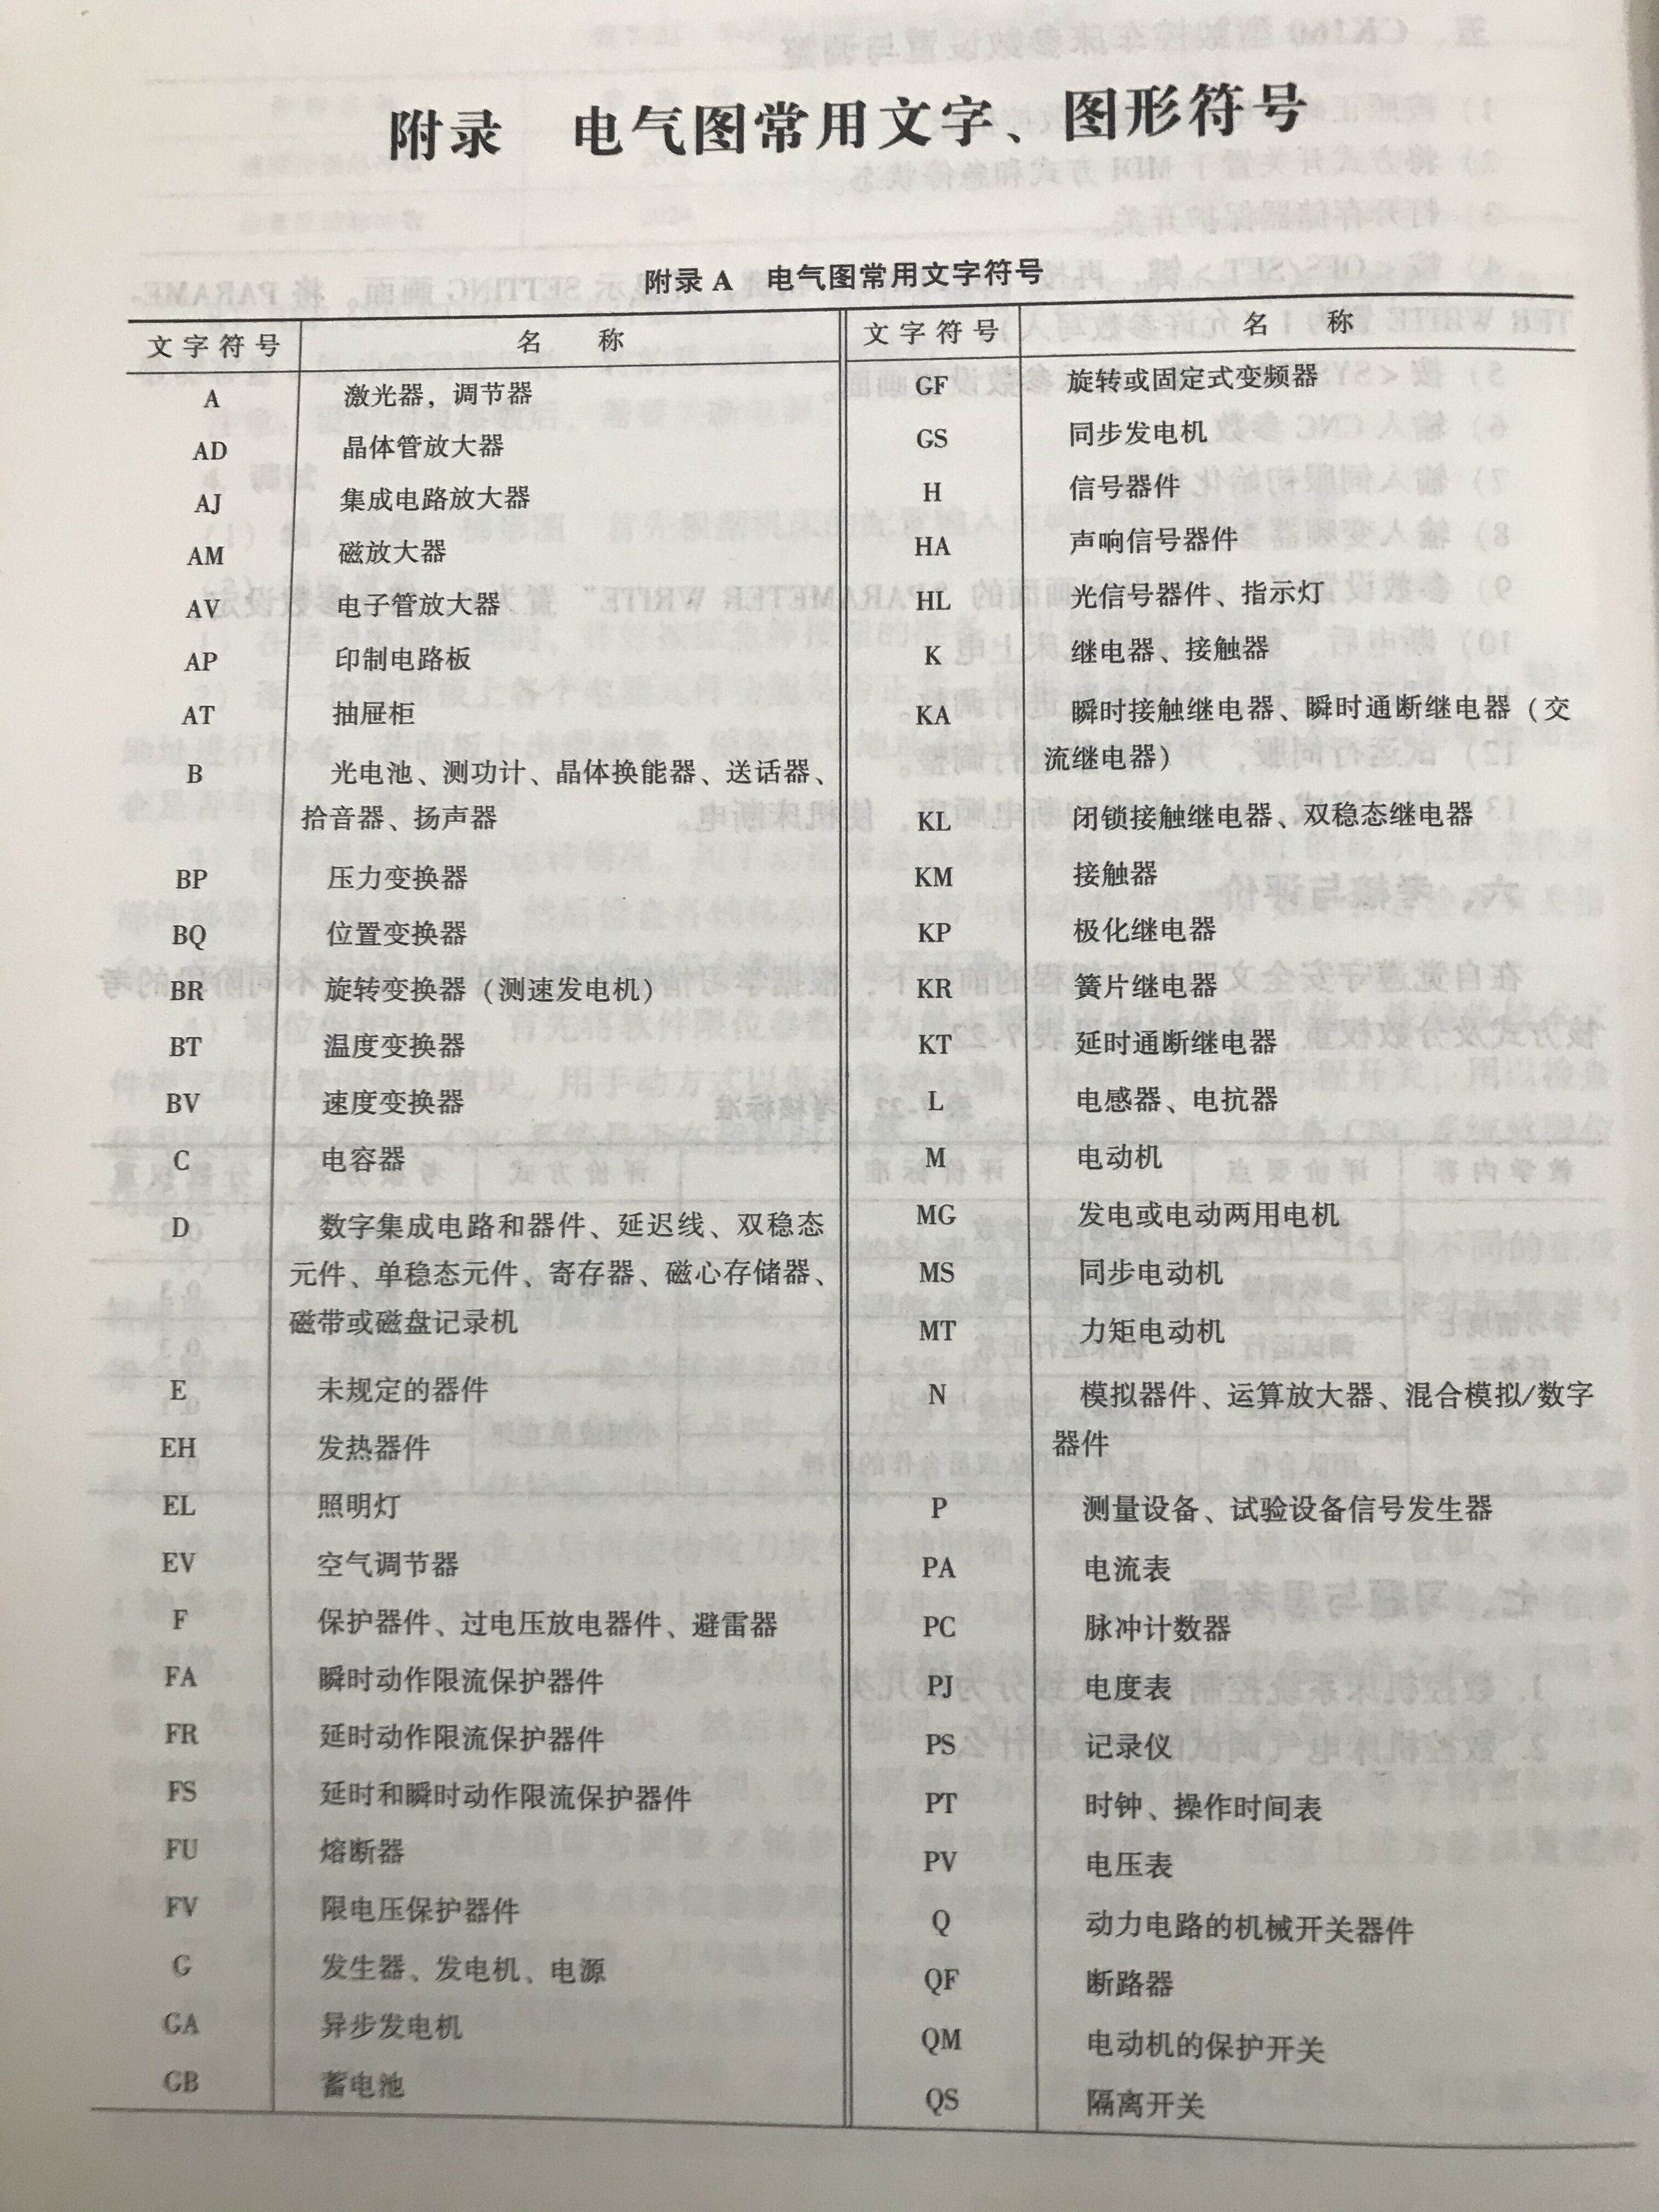 附录 电气图常用文字、图形符号
附录 A 电气图常用文字符号
文字符号 名 称
A 激光器，调节器
AD 晶体管放大器
AJ 集成电路放大器
AM 磁放大器
AV 电子管放大器
AP 印制电路板
AT 抽屉柜
B 光电池、测功计、晶体换能器、送话器、
拾音器、扬声器
BP 压力变换器
BQ 位置变换器
BR 旋转变换器（测速发电机）
BT 温度变换器
BV 速度变换器
C 电容器
D 数字集成电路和器件、延迟线、双稳态
元件、单稳态元件、寄存器、磁心存储器、
磁带或磁盘记录机
E 未规定的器件
EH 发热器件
EL 照明灯
EV 空气调节器
F 保护器件、过电压放电器件、避雷器
FA 瞬时动作限流保护器件
FR 延时动作限流保护器件
FS 延时和瞬时动作限流保护器件
FU 熔断器
FV 限电压保护器件
G 发生器、发电机、电源
GA 异步发电机
GB 蓄电池
文字符号 名 称
GF 旋转或固定式变频器
GS 同步发电机
H 信号器件
HA 声响信号器件
HL 光信号器件、指示灯
K 继电器、接触器
KA 瞬时接触继电器、瞬时通断继电器（交
流继电器）
KL 闭锁接触继电器、双稳态继电器
KM 接触器
KP 极化继电器
KR 簧片继电器
KT 延时通断继电器
L 电感器、电抗器
M 电动机
MG 发电或电动两用电机
MS 同步电动机
MT 力矩电动机
N 模拟器件、运算放大器、混合模拟/数字
器件
P 测量设备、试验设备信号发生器
PA 电流表
PC 脉冲计数器
PJ 电度表
PS 记录仪
PT 时钟、操作时间表
PV 电压表
Q 动力电路的机械开关器件
QF 断路器
QM 电动机的保护开关
QS 隔离开关